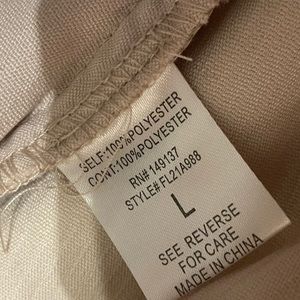 SELF:100%POLYESTER
CONT:100%POLYESTER
RN# 149137
STYLE# FL21A988
L
SEE REVERSE
FOR CARE
MADE IN CHINA